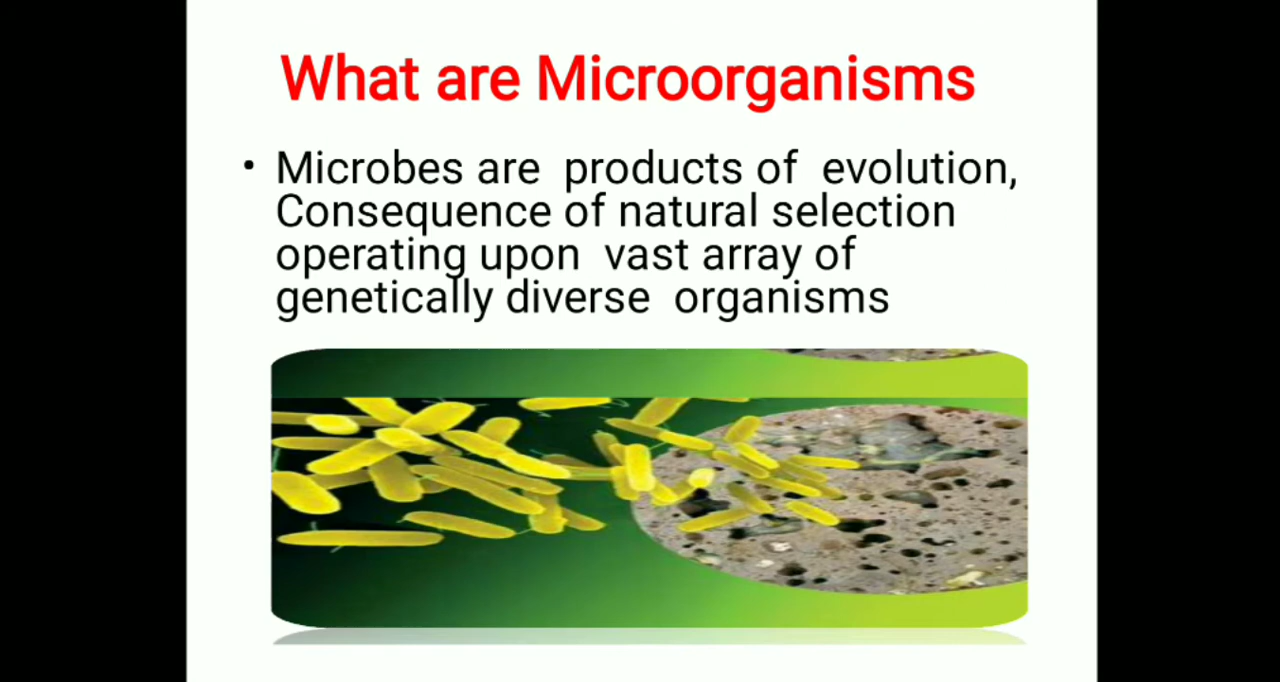 What are Microorganisms
• Microbes are products of evolution,
Consequence of natural selection
operating upon vast array of
genetically diverse organisms